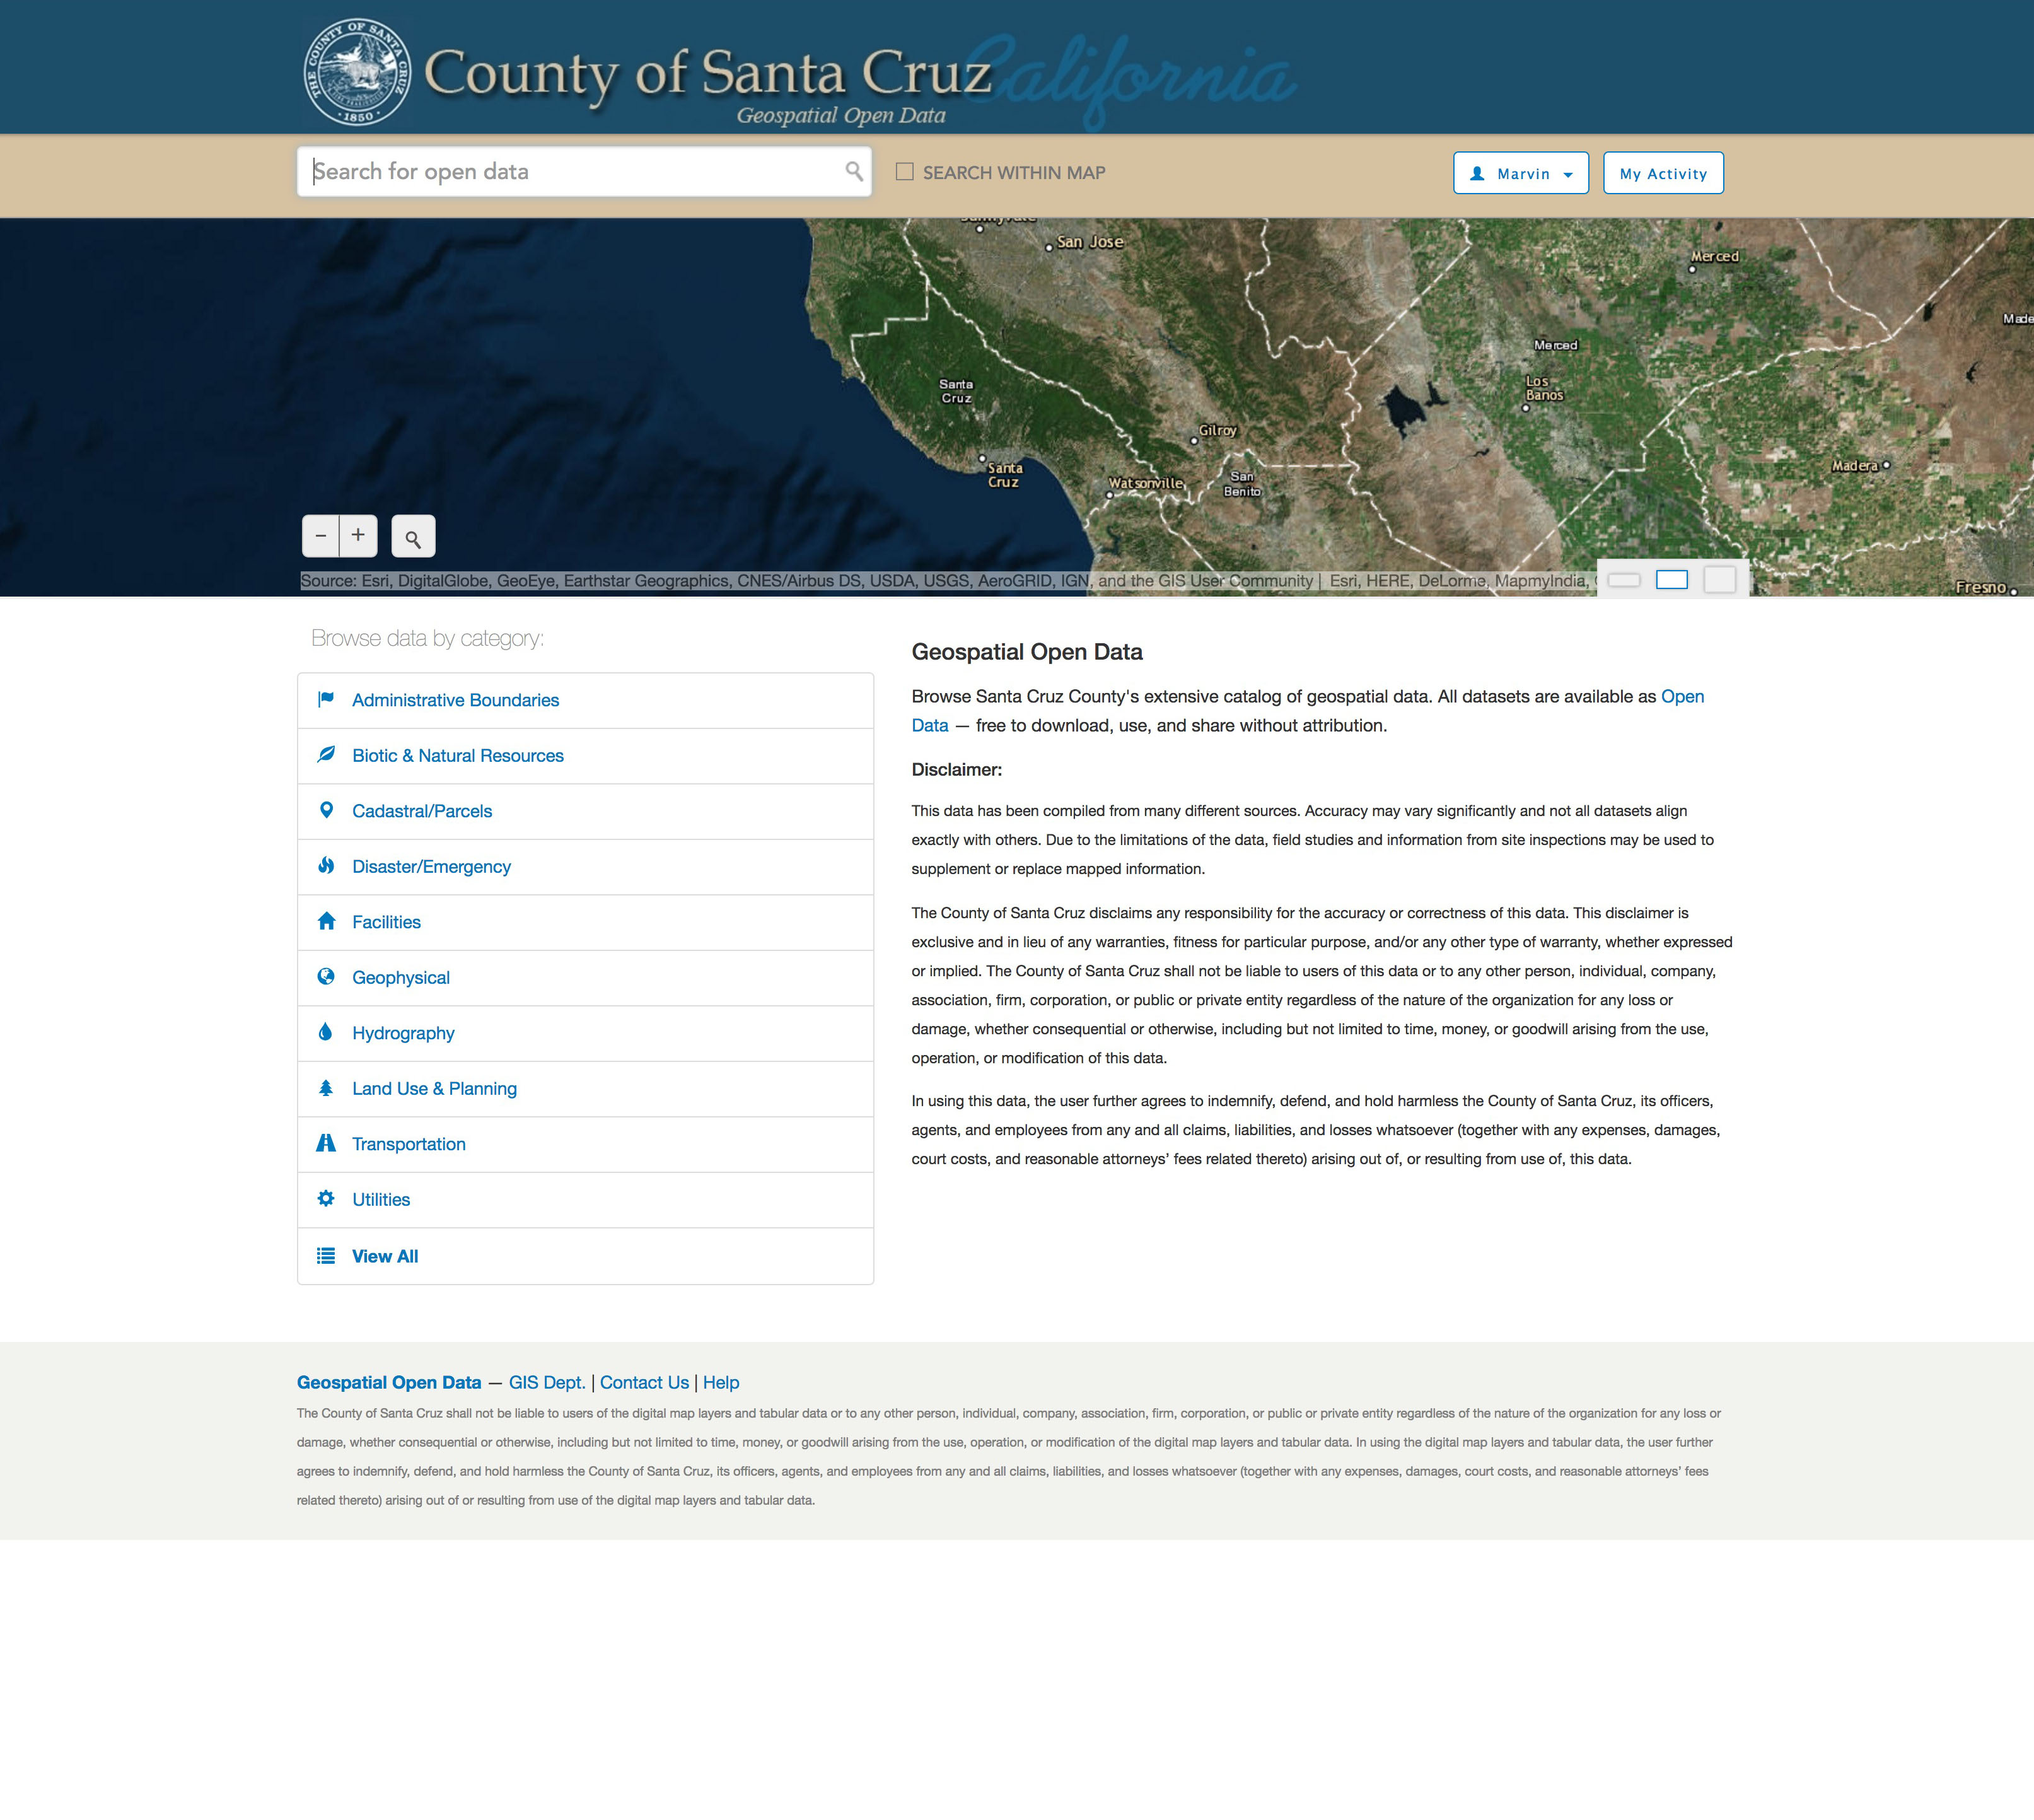 THE COUNTY OF SANTA CRUZ
1850
County of Santa Cruz
California
Geospatial Open Data
Search for open data
SEARCH WITHIN MAP
Marvin
My Activity
Sunnyvale
San Jose
Merced
Made
Merced
Santa
Cruz
Los
Banos
Gilroy
Santa
Cruz
Watsonville
San
Benito
Madera
Fresno
− +
Source: Esri, DigitalGlobe, GeoEye, Earthstar Geographics, CNES/Airbus DS, USDA, USGS, AeroGRID, IGN, and the GIS User Community | Esri, HERE, DeLorme, MapmyIndia,
Browse data by category:
Administrative Boundaries
Biotic & Natural Resources
Cadastral/Parcels
Disaster/Emergency
Facilities
Geophysical
Hydrography
Land Use & Planning
Transportation
Utilities
View All
Geospatial Open Data
Browse Santa Cruz County's extensive catalog of geospatial data. All datasets are available as Open
Data — free to download, use, and share without attribution.
Disclaimer:
This data has been compiled from many different sources. Accuracy may vary significantly and not all datasets align
exactly with others. Due to the limitations of the data, field studies and information from site inspections may be used to
supplement or replace mapped information.
The County of Santa Cruz disclaims any responsibility for the accuracy or correctness of this data. This disclaimer is
exclusive and in lieu of any warranties, fitness for particular purpose, and/or any other type of warranty, whether expressed
or implied. The County of Santa Cruz shall not be liable to users of this data or to any other person, individual, company,
association, firm, corporation, or public or private entity regardless of the nature of the organization for any loss or
damage, whether consequential or otherwise, including but not limited to time, money, or goodwill arising from the use,
operation, or modification of this data.
In using this data, the user further agrees to indemnify, defend, and hold harmless the County of Santa Cruz, its officers,
agents, and employees from any and all claims, liabilities, and losses whatsoever (together with any expenses, damages,
court costs, and reasonable attorneys' fees related thereto) arising out of, or resulting from use of, this data.
Geospatial Open Data — GIS Dept. | Contact Us | Help
The County of Santa Cruz shall not be liable to users of the digital map layers and tabular data or to any other person, individual, company, association, firm, corporation, or public or private entity regardless of the nature of the organization for any loss or
damage, whether consequential or otherwise, including but not limited to time, money, or goodwill arising from the use, operation, or modification of the digital map layers and tabular data. In using the digital map layers and tabular data, the user further
agrees to indemnify, defend, and hold harmless the County of Santa Cruz, its officers, agents, and employees from any and all claims, liabilities, and losses whatsoever (together with any expenses, damages, court costs, and reasonable attorneys' fees
related thereto) arising out of or resulting from use of the digital map layers and tabular data.